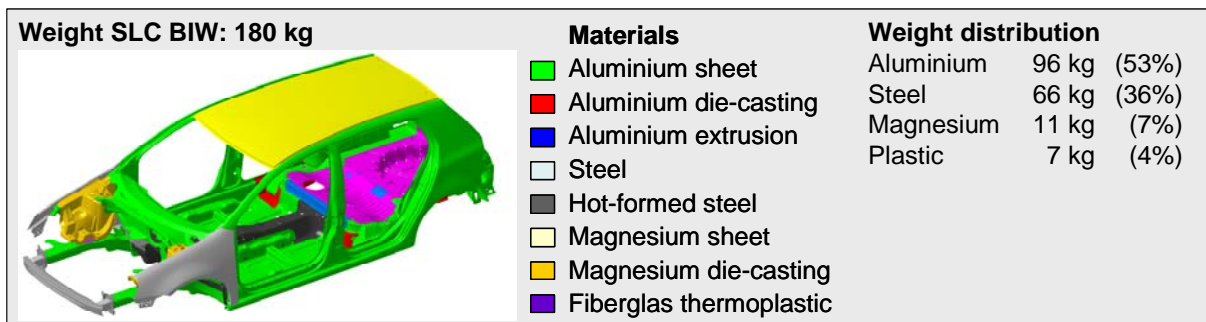 Weight SLC BIW: 180 kg
Materials
Aluminium sheet
Aluminium die-casting
Aluminium extrusion
Steel
Hot-formed steel
Magnesium sheet
Magnesium die-casting
Fiberglas thermoplastic
Weight distribution
Aluminium 96 kg (53%)
Steel 66 kg (36%)
Magnesium 11 kg (7%)
Plastic 7 kg (4%)